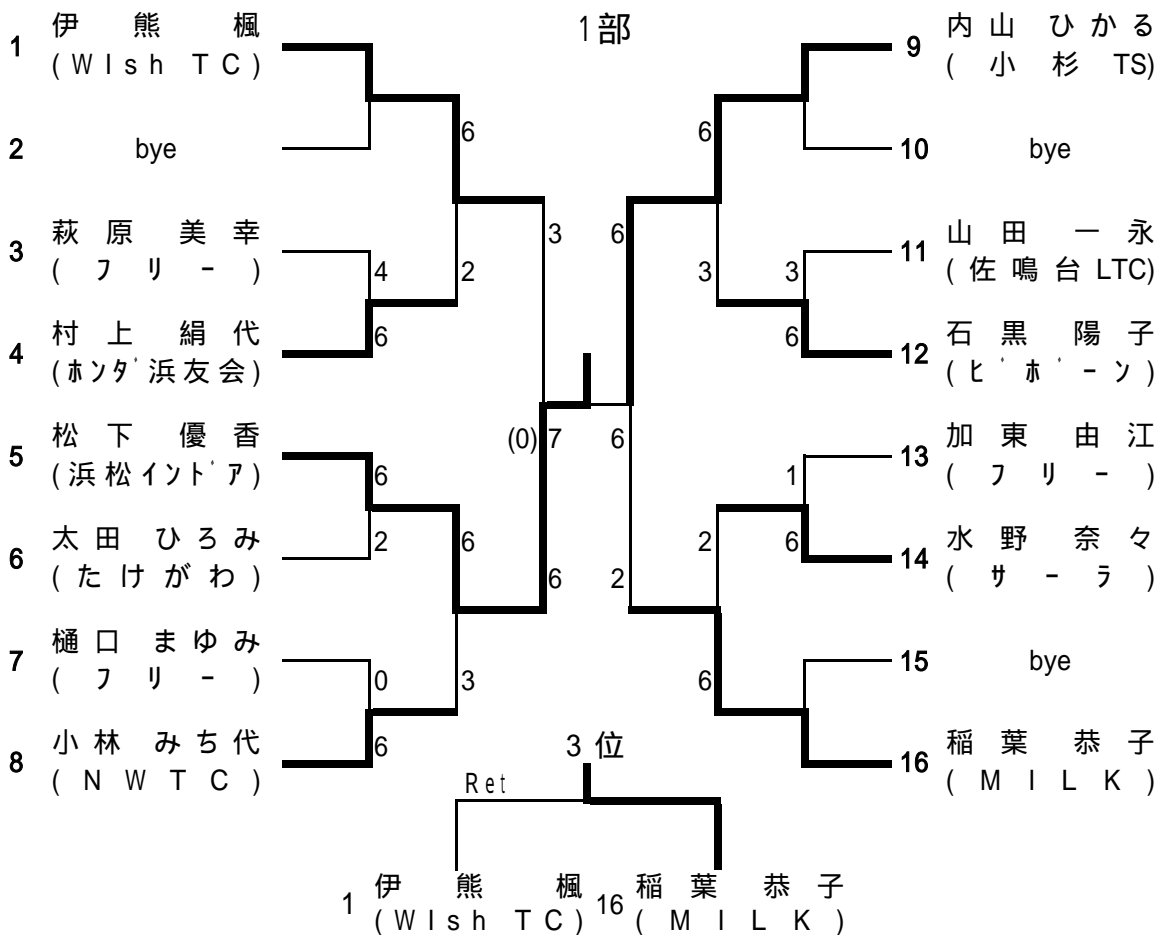 1部
1 伊熊 楓
(WIsh TC)
2 bye
3 萩原 美幸
(フリー)
4 村上 絹代
(ホンダ浜友会)
5 松下 優香
(浜松インドア)
6 太田 ひろみ
(たけがわ)
7 樋口 まゆみ
(フリー)
8 小林 みち代
(NWTC)
6
4
2
6
6
2
6
0
3
6
3
(0) 7
6
6
6
2
6
3
3
6
1
2
6
6
9 内山 ひかる
(小杉 TS)
10 bye
11 山田 一永
(佐鳴台 LTC)
12 石黒 陽子
(ビボーン)
13 加東 由江
(フリー)
14 水野 奈々
(サーラ)
15 bye
16 稲葉 恭子
(MILK)
3位
Ret
1 伊熊 楓
(WIsh TC)
16 稲葉 恭子
(MILK)